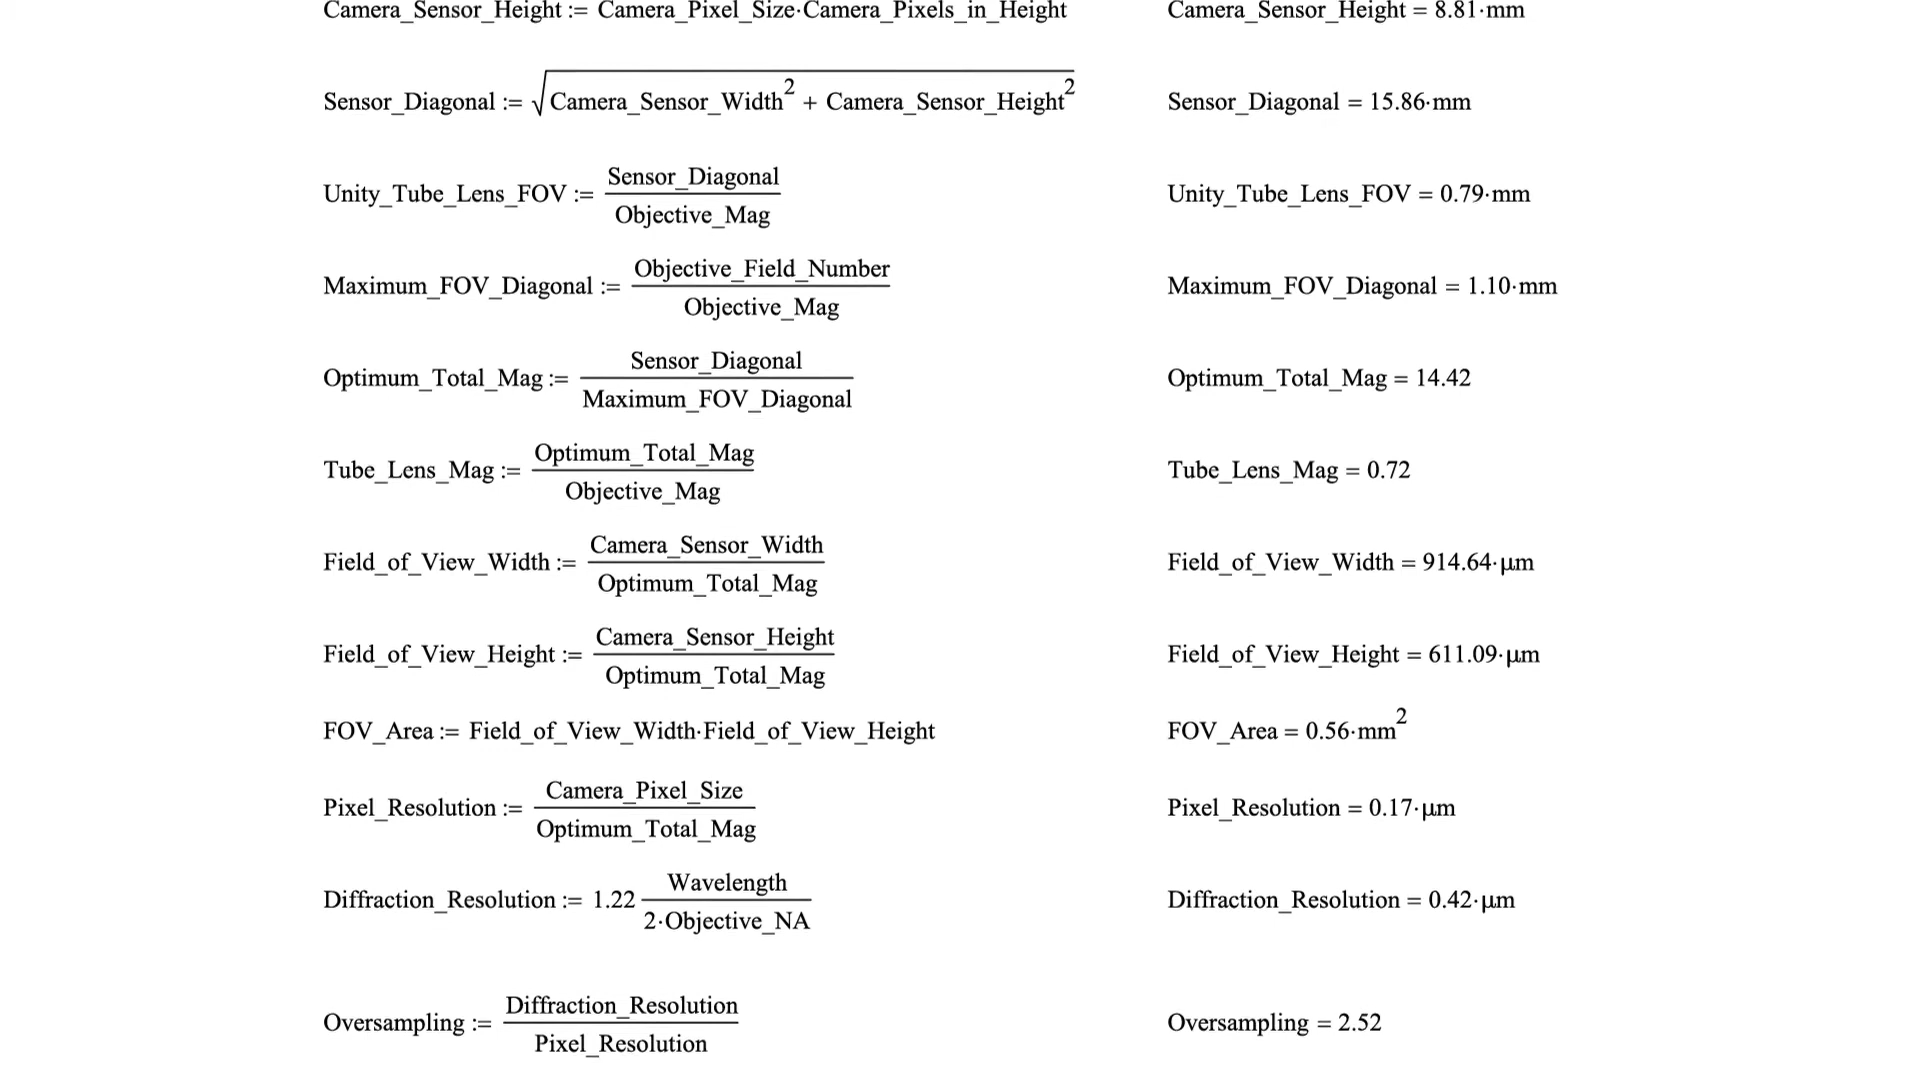 Camera_Sensor_Height := Camera_Pixel_Size·Camera_Pixels_in_Height Camera_Sensor_Height = 8.81·mm
Sensor_Diagonal := √Camera_Sensor_Width² + Camera_Sensor_Height² Sensor_Diagonal = 15.86·mm
Unity_Tube_Lens_FOV := Sensor_Diagonal / Objective_Mag Unity_Tube_Lens_FOV = 0.79·mm
Maximum_FOV_Diagonal := Objective_Field_Number / Objective_Mag Maximum_FOV_Diagonal = 1.10·mm
Optimum_Total_Mag := Sensor_Diagonal / Maximum_FOV_Diagonal Optimum_Total_Mag = 14.42
Tube_Lens_Mag := Optimum_Total_Mag / Objective_Mag Tube_Lens_Mag = 0.72
Field_of_View_Width := Camera_Sensor_Width / Optimum_Total_Mag Field_of_View_Width = 914.64·μm
Field_of_View_Height := Camera_Sensor_Height / Optimum_Total_Mag Field_of_View_Height = 611.09·μm
FOV_Area := Field_of_View_Width·Field_of_View_Height FOV_Area = 0.56·mm²
Pixel_Resolution := Camera_Pixel_Size / Optimum_Total_Mag Pixel_Resolution = 0.17·μm
Diffraction_Resolution := 1.22 Wavelength / 2·Objective_NA Diffraction_Resolution = 0.42·μm
Oversampling := Diffraction_Resolution / Pixel_Resolution Oversampling = 2.52